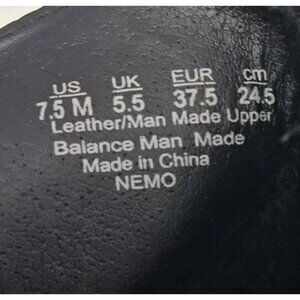 US UK EUR cm
7.5 M 5.5 37.5 24.5
Leather/Man Made Upper
Balance Man Made
Made in China
NEMO